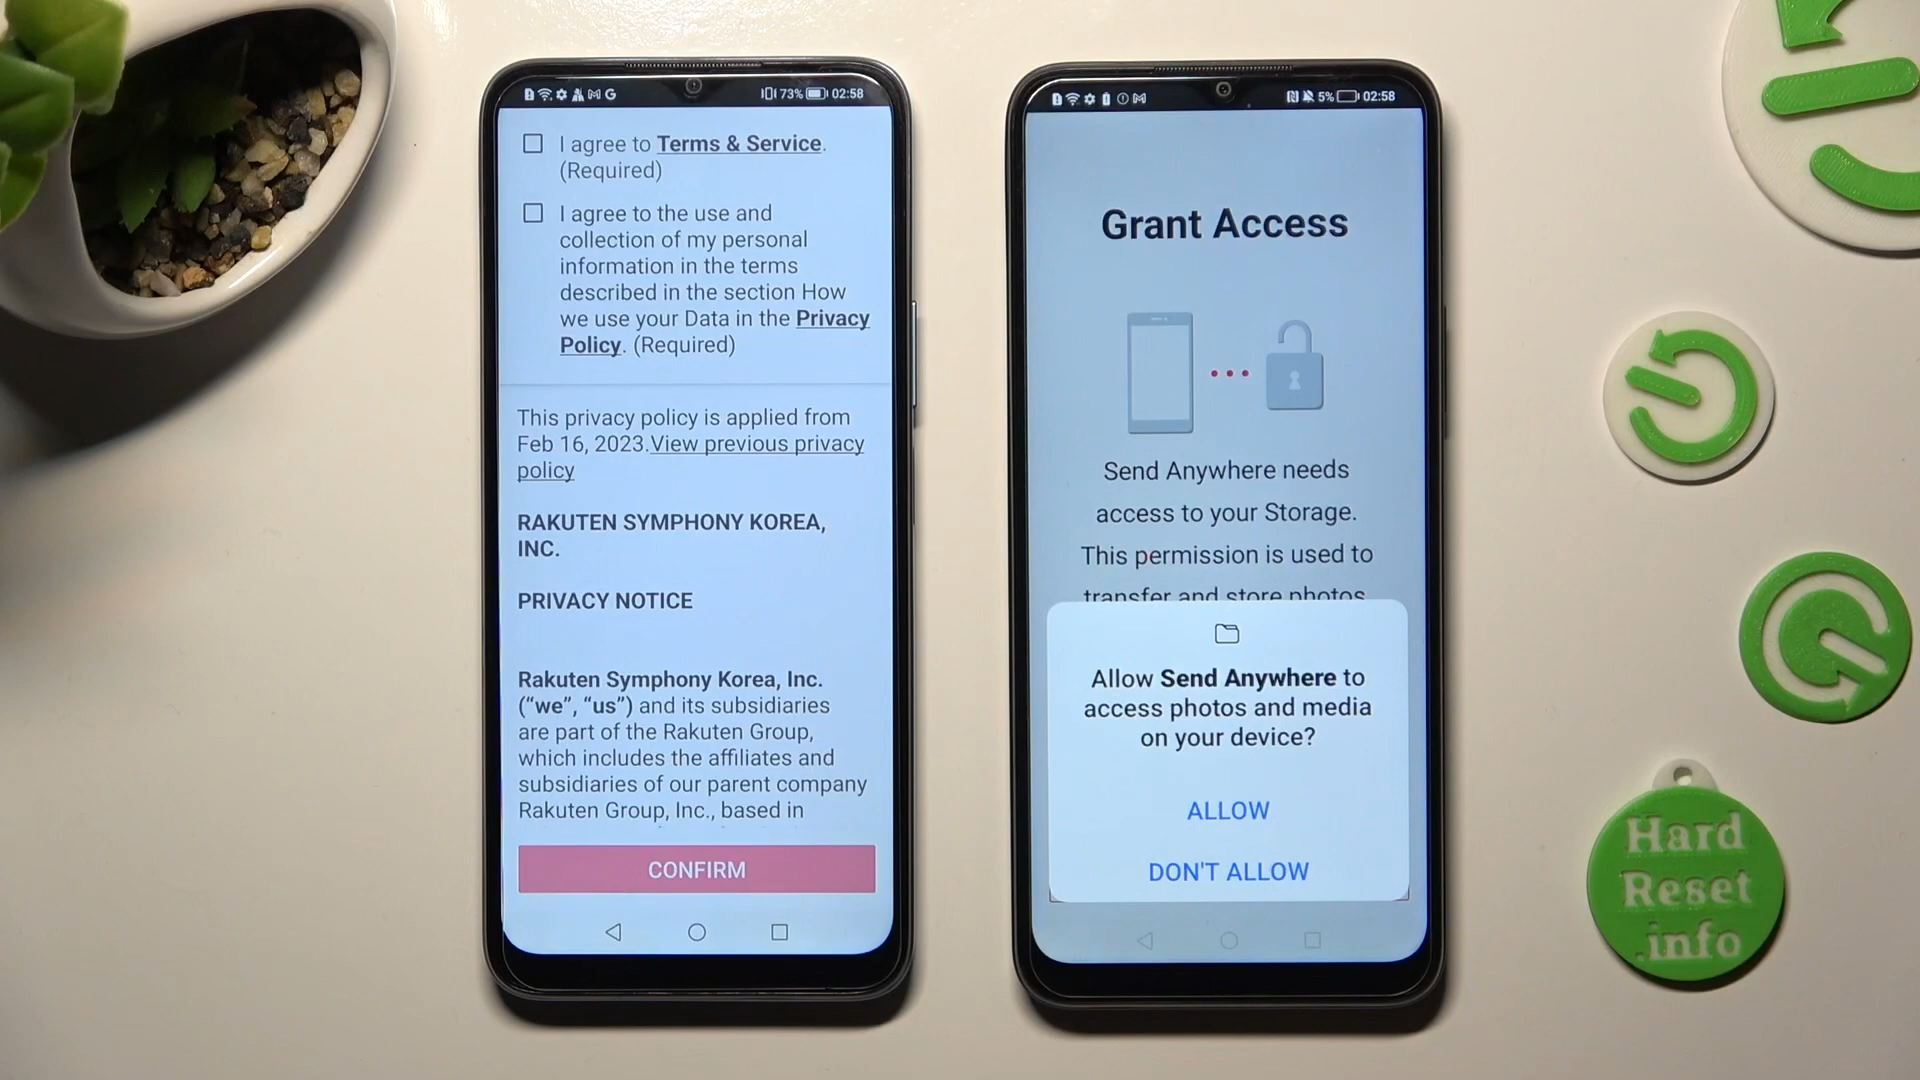 73% 02:58
I agree to Terms & Service.
(Required)
I agree to the use and
collection of my personal
information in the terms
described in the section How
we use your Data in the Privacy
Policy. (Required)
This privacy policy is applied from
Feb 16, 2023.View previous privacy
policy
RAKUTEN SYMPHONY KOREA,
INC.
PRIVACY NOTICE
Rakuten Symphony Korea, Inc.
(“we”, “us”) and its subsidiaries
are part of the Rakuten Group,
which includes the affiliates and
subsidiaries of our parent company
Rakuten Group, Inc., based in
CONFIRM
5% 02:58
Grant Access
Send Anywhere needs
access to your Storage.
This permission is used to
transfer and store photos,
Allow Send Anywhere to
access photos and media
on your device?
ALLOW
DON'T ALLOW
Hard
Reset
.info